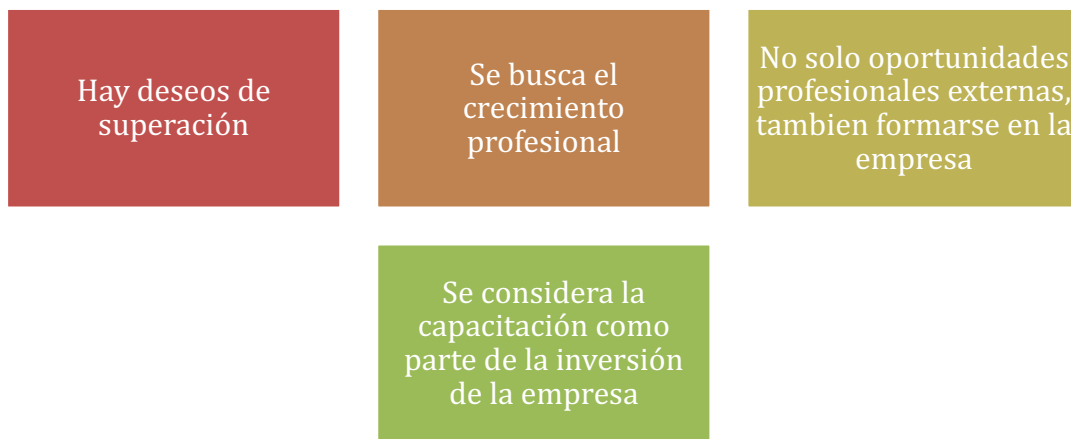 Hay deseos de
superación
Se busca el
crecimiento
profesional
No solo oportunidades
profesionales externas,
tambien formarse en la
empresa
Se considera la
capacitación como
parte de la inversión
de la empresa